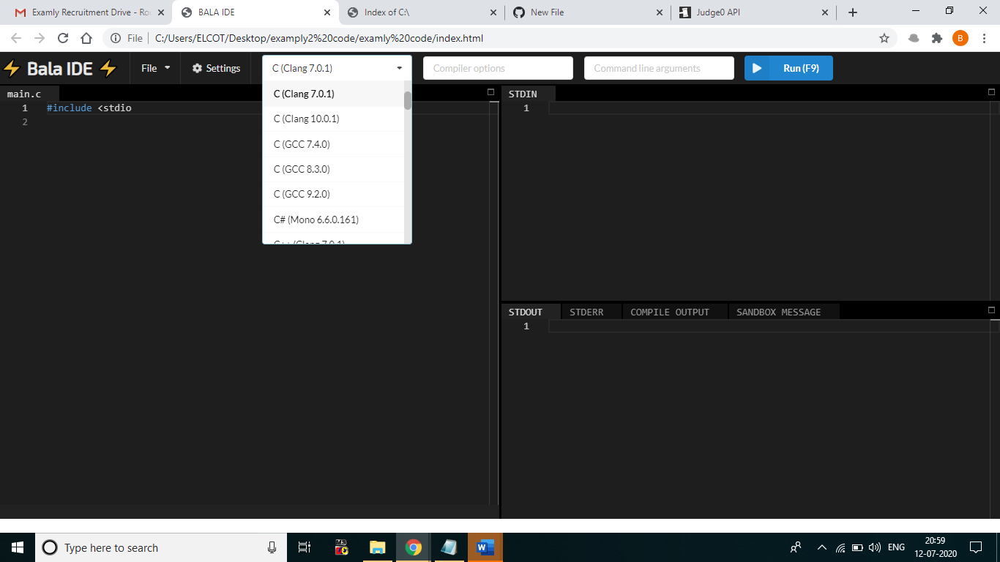 Examly Recruitment Drive - Ro
BALA IDE
Index of C:\
New File
Judge0 API
File
C:/Users/ELCOT/Desktop/examply2%20code/examly%20code/index.html
B
Bala IDE
File
Settings
C (Clang 7.0.1)
Compiler options
Command line arguments
Run (F9)
main.c
1 #include <stdio
2
C (Clang 7.0.1)
C (Clang 10.0.1)
C (GCC 7.4.0)
C (GCC 8.3.0)
C (GCC 9.2.0)
C# (Mono 6.6.0.161)
C++ (Clang 7.0.1)
STDIN
1
STDOUT STDERR COMPILE OUTPUT SANDBOX MESSAGE
1
Type here to search
ENG
20:59
12-07-2020